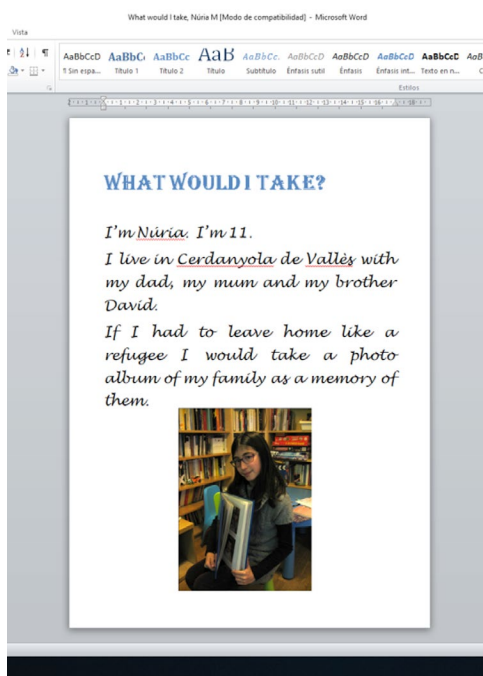 What would I take, Núria M [Modo de compatibilidad] - Microsoft Word
Vista
AaBbCcD AaBbC AaBbCc AaB AaBbCc. AaBbCcD AaBbCcD AaBbCcD AaBbCcD
¶ Sin espa... Título 1 Título 2 Título Subtítulo Énfasis sutil Énfasis Énfasis int... Texto en n...
Estilos
WHAT WOULD I TAKE?
I'm Núria. I'm 11.
I live in Cerdanyola de Vallès with
my dad, my mum and my brother
David.
If I had to leave home like a
refugee I would take a photo
album of my family as a memory of
them.